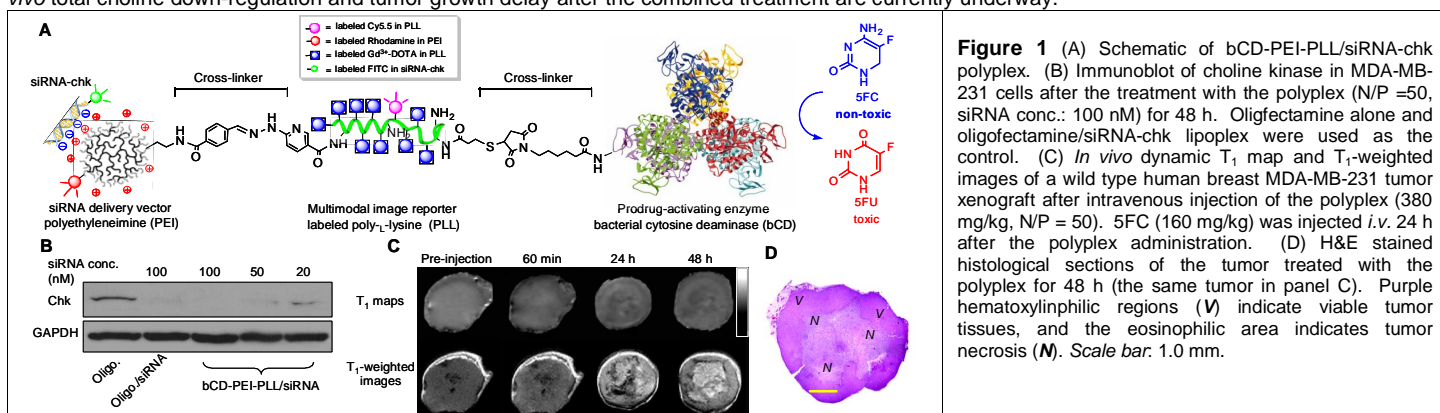 vivo total choline down-regulation and tumor growth delay after the combined treatment are currently underway.
A
= labeled Cy5.5 in PLL
= labeled Rhodamine in PEI
= labeled Gd3+-DOTA in PLL
= labeled FITC in siRNA-chk
siRNA-chk
Cross-linker
Cross-linker
NH2
F
N
O
N
H
5FC
non-toxic
O
F
HN
O
N
H
5FU
toxic
H
N
O
N
H
N
N
O
NH
NH2
NH2
N
H
O
S
O
N
O
O
NH
siRNA delivery vector
polyethyleneimine (PEI)
Multimodal image reporter
labeled poly-L-lysine (PLL)
Prodrug-activating enzyme
bacterial cytosine deaminase (bCD)
B
siRNA conc.
(nM)
100 100 50 20
Chk
GAPDH
Oligo.
Oligo./siRNA
bCD-PEI-PLL/siRNA
C
Pre-injection 60 min 24 h 48 h
T1 maps
T1-weighted
images
D
V
V
N
N
N
Figure 1 (A) Schematic of bCD-PEI-PLL/siRNA-chk
polyplex. (B) Immunoblot of choline kinase in MDA-MB-
231 cells after the treatment with the polyplex (N/P =50,
siRNA conc.: 100 nM) for 48 h. Oligfectamine alone and
oligofectamine/siRNA-chk lipoplex were used as the
control. (C) In vivo dynamic T1 map and T1-weighted
images of a wild type human breast MDA-MB-231 tumor
xenograft after intravenous injection of the polyplex (380
mg/kg, N/P = 50). 5FC (160 mg/kg) was injected i.v. 24 h
after the polyplex administration. (D) H&E stained
histological sections of the tumor treated with the
polyplex for 48 h (the same tumor in panel C). Purple
hematoxylinphilic regions (V) indicate viable tumor
tissues, and the eosinophilic area indicates tumor
necrosis (N). Scale bar: 1.0 mm.